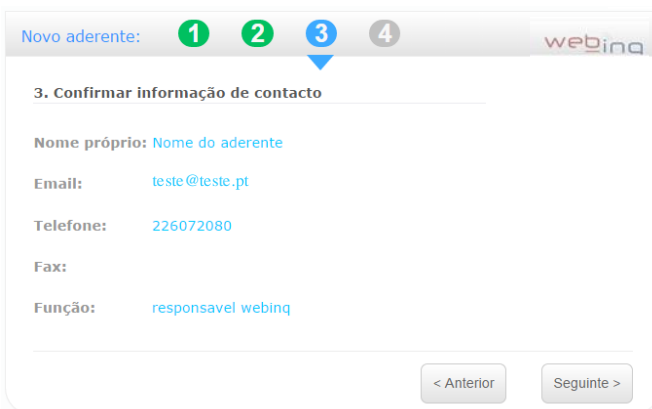 Novo aderente: 1 2 3 4 webinq
3. Confirmar informação de contacto
Nome próprio: Nome do aderente
Email: teste@teste.pt
Telefone: 226072080
Fax:
Função: responsavel webinq
< Anterior Seguinte >